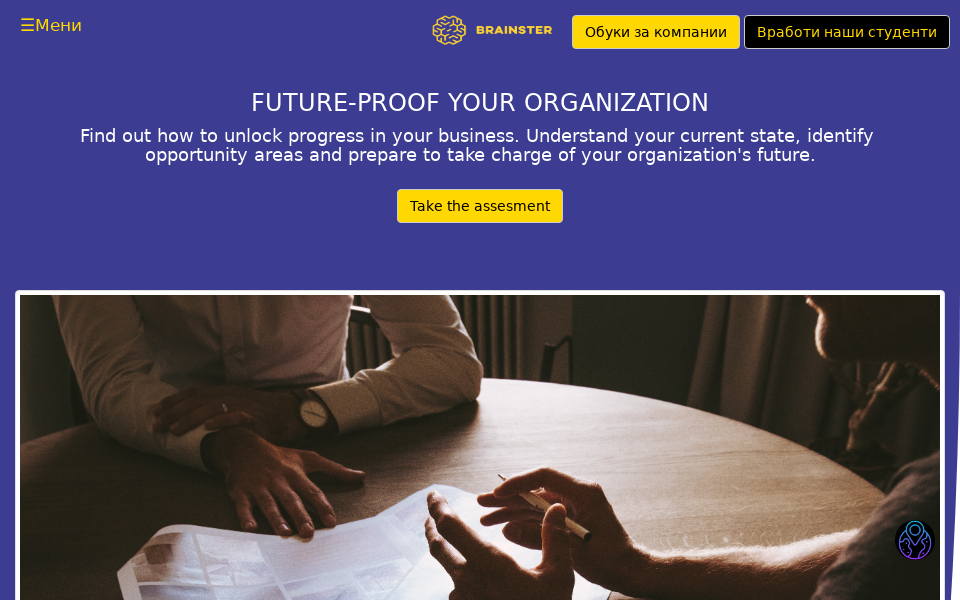 ☰Мени
BRAINSTER
Обуки за компании
Вработи наши студенти
FUTURE-PROOF YOUR ORGANIZATION
Find out how to unlock progress in your business. Understand your current state, identify
opportunity areas and prepare to take charge of your organization's future.
Take the assesment